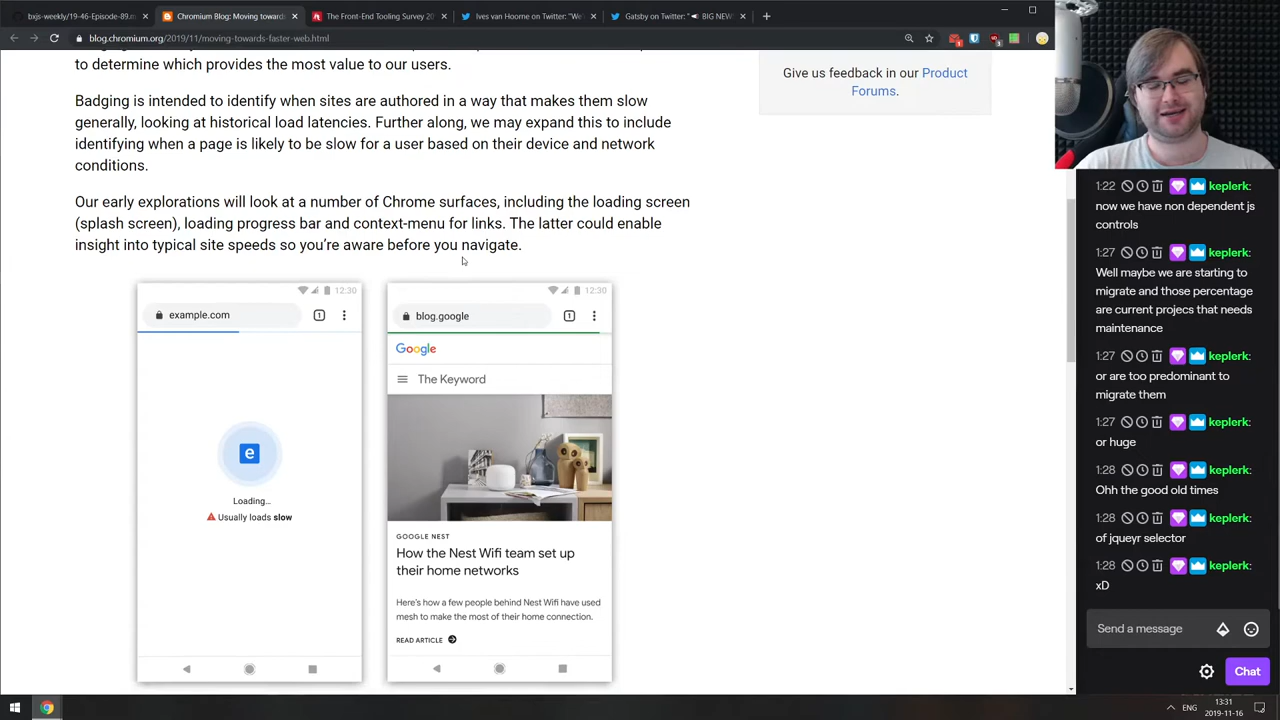 bxjs-weekly/19-46-Episode-89.m
Chromium Blog: Moving towards
The Front-End Tooling Survey 20
Ives van Hoorne on Twitter: "We'
Gatsby on Twitter: "📢 BIG NEW
blog.chromium.org/2019/11/moving-towards-faster-web.html
to determine which provides the most value to our users.
Badging is intended to identify when sites are authored in a way that makes them slow
generally, looking at historical load latencies. Further along, we may expand this to include
identifying when a page is likely to be slow for a user based on their device and network
conditions.
Our early explorations will look at a number of Chrome surfaces, including the loading screen
(splash screen), loading progress bar and context-menu for links. The latter could enable
insight into typical site speeds so you're aware before you navigate.
12:30
example.com
1
e
Loading...
Usually loads slow
12:30
blog.google
1
Google
The Keyword
GOOGLE NEST
How the Nest Wifi team set up
their home networks
Here's how a few people behind Nest Wifi have used
mesh to make the most of their home connection.
READ ARTICLE
Give us feedback in our Product
Forums.
1:22 keplerk:
now we have non dependent js
controls
1:27 keplerk:
Well maybe we are starting to
migrate and those percentage
are current projecs that needs
maintenance
1:27 keplerk:
or are too predominant to
migrate them
1:27 keplerk:
or huge
1:28 keplerk:
Ohh the good old times
1:28 keplerk:
of jqueyr selector
1:28 keplerk:
xD
Send a message
Chat
ENG
13:31
2019-11-16